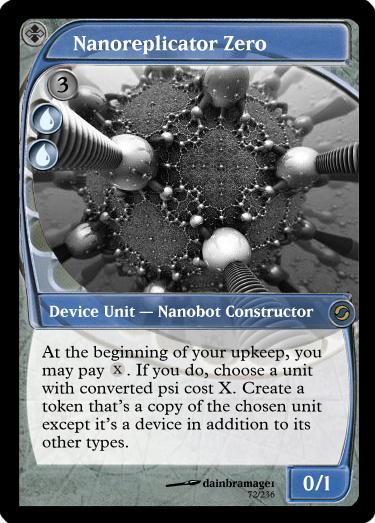 Nanoreplicator Zero
3
Device Unit — Nanobot Constructor
At the beginning of your upkeep, you
may pay X. If you do, choose a unit
with converted psi cost X. Create a
token that's a copy of the chosen unit
except it's a device in addition to its
other types.
dainbramage1
72/236
0/1